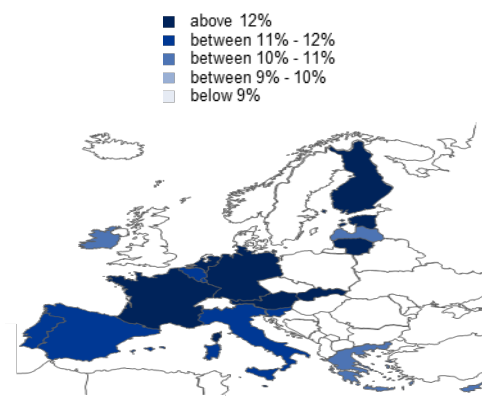 above 12%
between 11% - 12%
between 10% - 11%
between 9% - 10%
below 9%